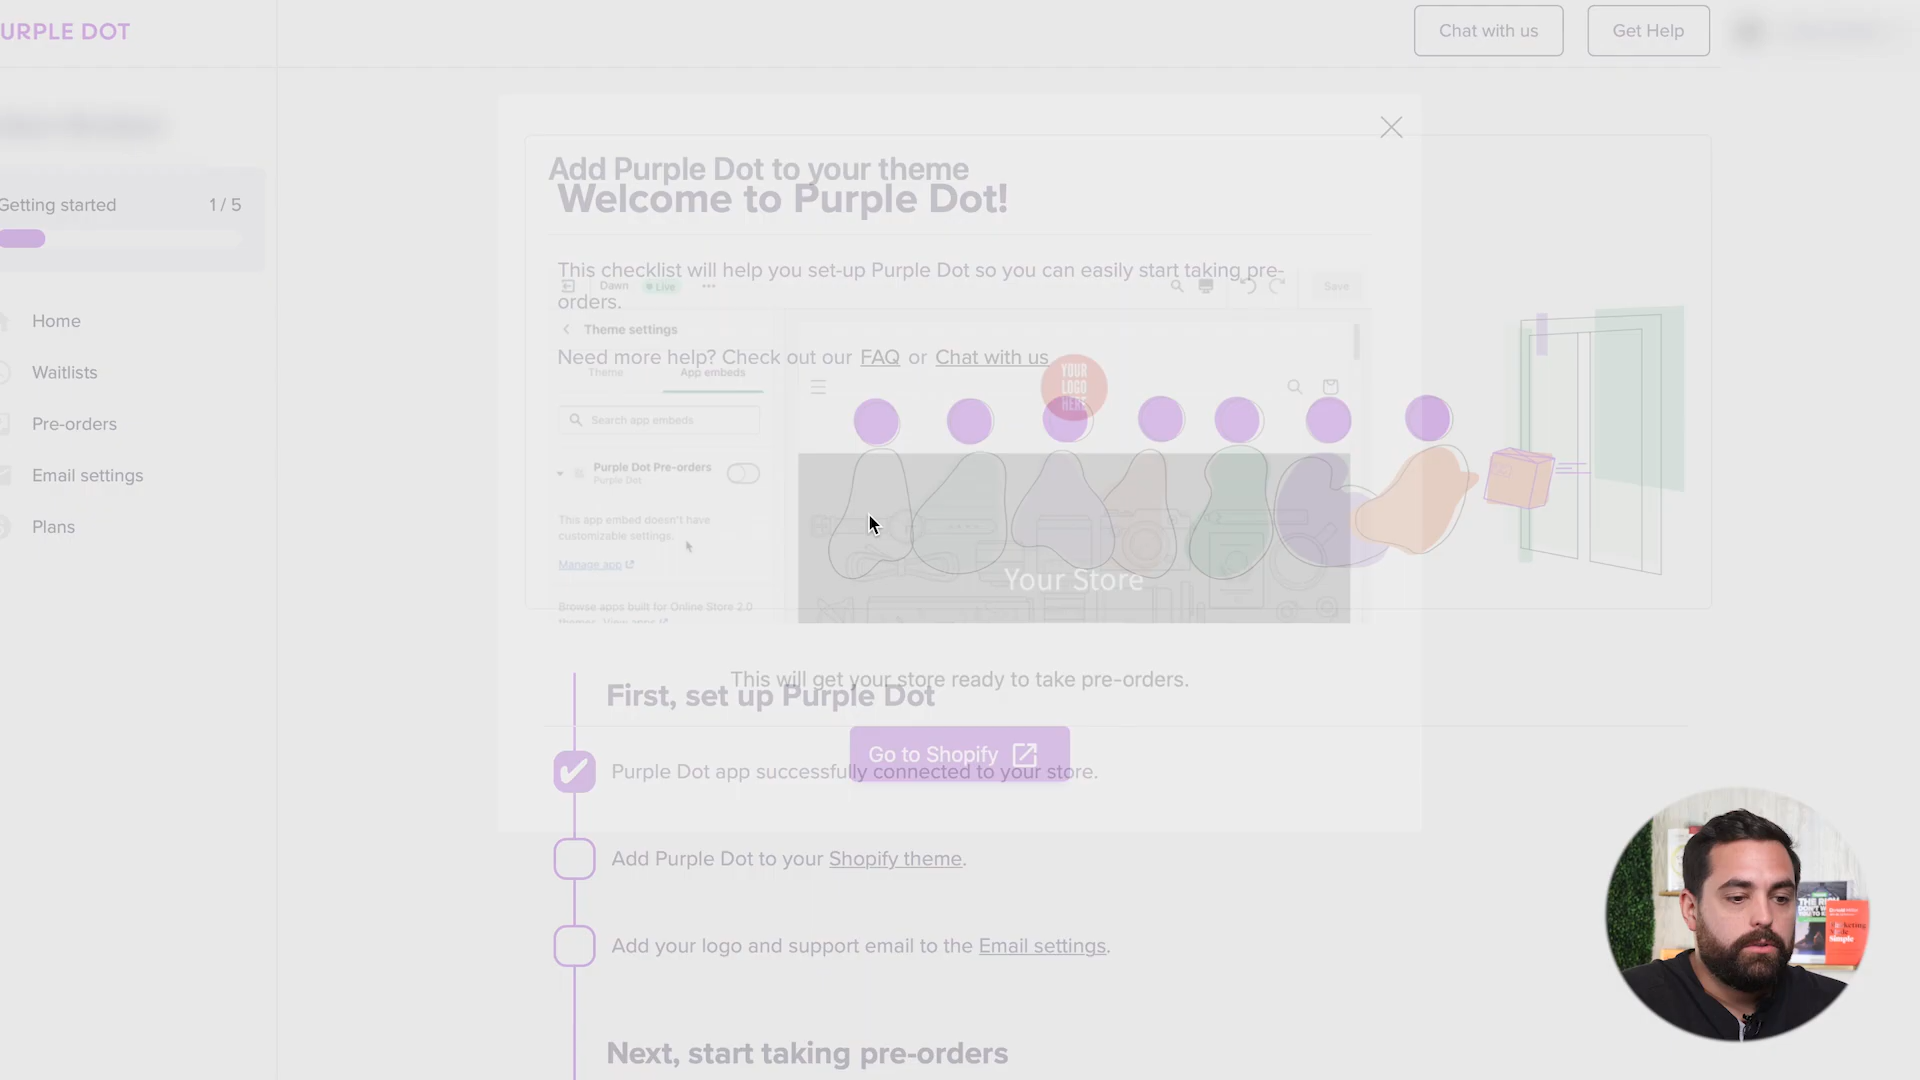 URPLE DOT
Chat with us
Get Help
Getting started
1 / 5
Home
Waitlists
Pre-orders
Email settings
Plans
Add Purple Dot to your theme
Welcome to Purple Dot!
This checklist will help you set-up Purple Dot so you can easily start taking pre-
orders.
Need more help? Check out our FAQ or Chat with us
Dawn
Live
Save
Theme settings
Theme
App embeds
Search app embeds
Purple Dot Pre-orders
Purple Dot
This app embed doesn't have
customizable settings.
Manage app
Browse apps built for Online Store 2.0
themes. View apps
YOUR
LOGO
HERE
Your Store
This will get your store ready to take pre-orders.
Go to Shopify
First, set up Purple Dot
Purple Dot app successfully connected to your store.
Add Purple Dot to your Shopify theme.
Add your logo and support email to the Email settings.
Next, start taking pre-orders
THE RICH
Simple